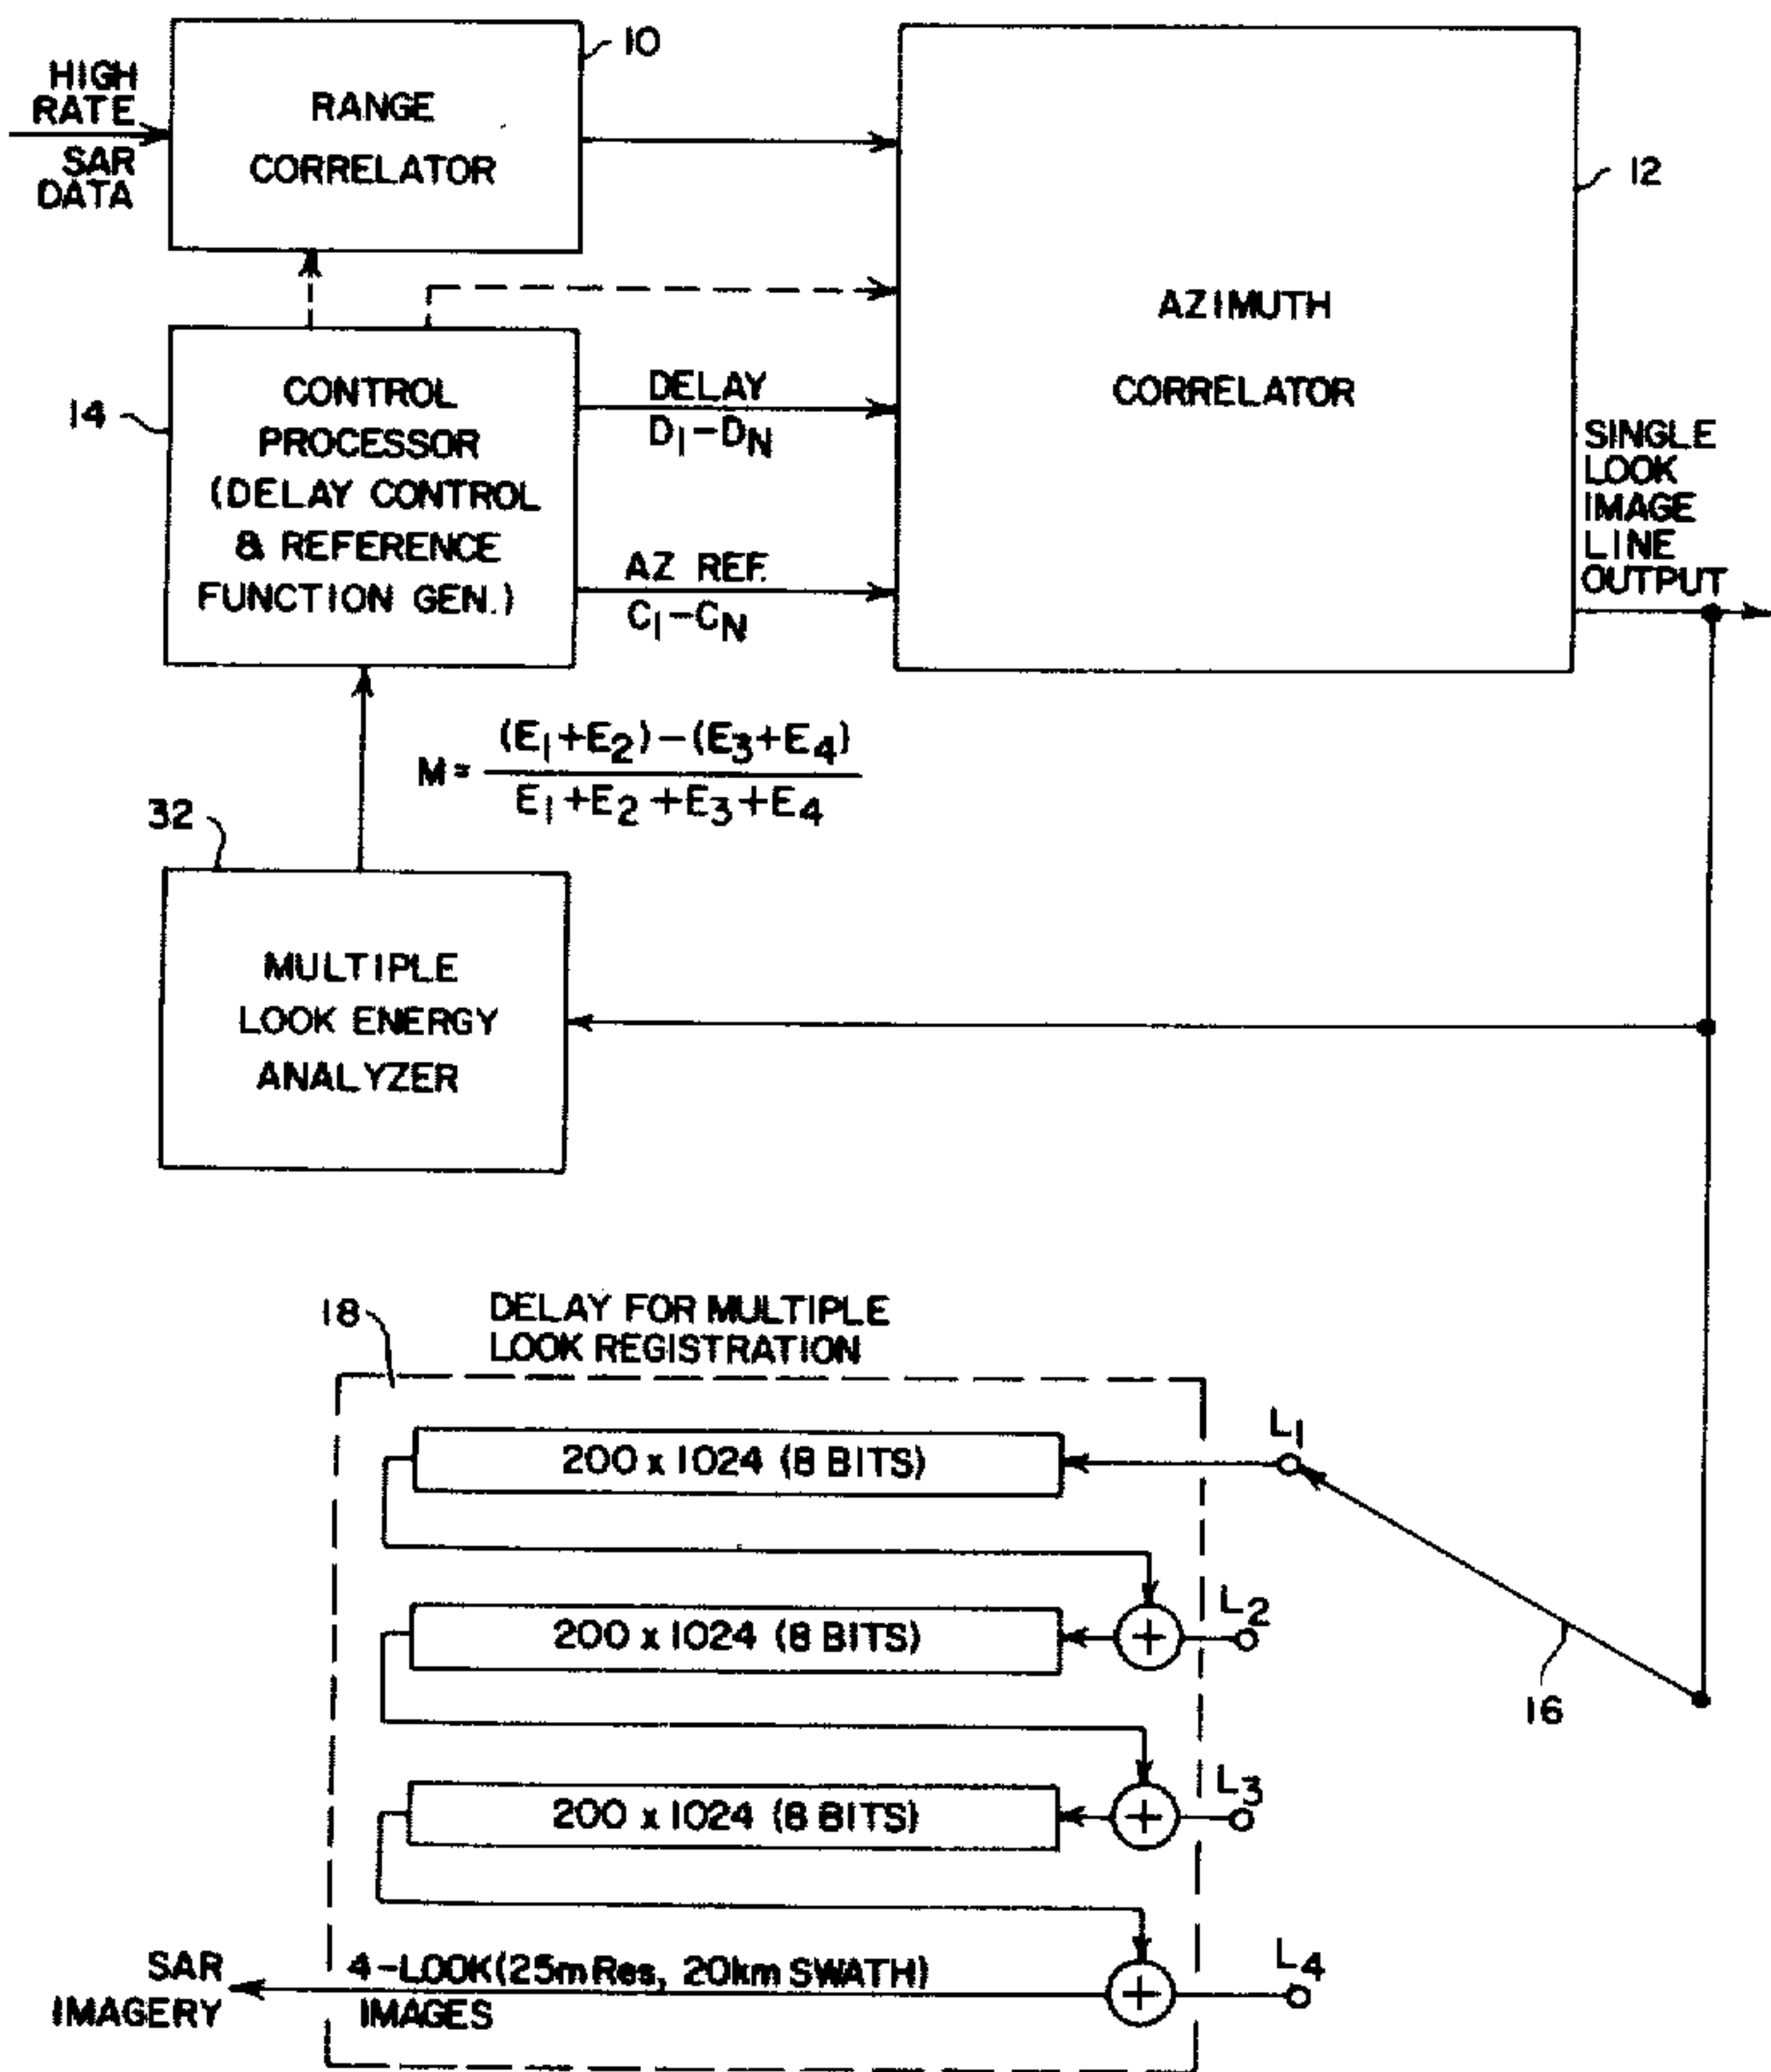 HIGH
RATE
SAR
DATA
RANGE
CORRELATOR
10
AZIMUTH
CORRELATOR
12
14
CONTROL
PROCESSOR
(DELAY CONTROL
& REFERENCE
FUNCTION GEN.)
DELAY
D₁–D_N
AZ REF.
C₁–C_N
SINGLE
LOOK
IMAGE
LINE
OUTPUT
M = (E₁+E₂)–(E₃+E₄)
E₁+E₂+E₃+E₄
32
MULTIPLE
LOOK ENERGY
ANALYZER
18
DELAY FOR MULTIPLE
LOOK REGISTRATION
200 x 1024 (8 BITS)
L₁
200 x 1024 (8 BITS)
+
L₂
16
200 x 1024 (8 BITS)
+
L₃
SAR
IMAGERY
4-LOOK(25m Res, 20km SWATH)
IMAGES
+
L₄